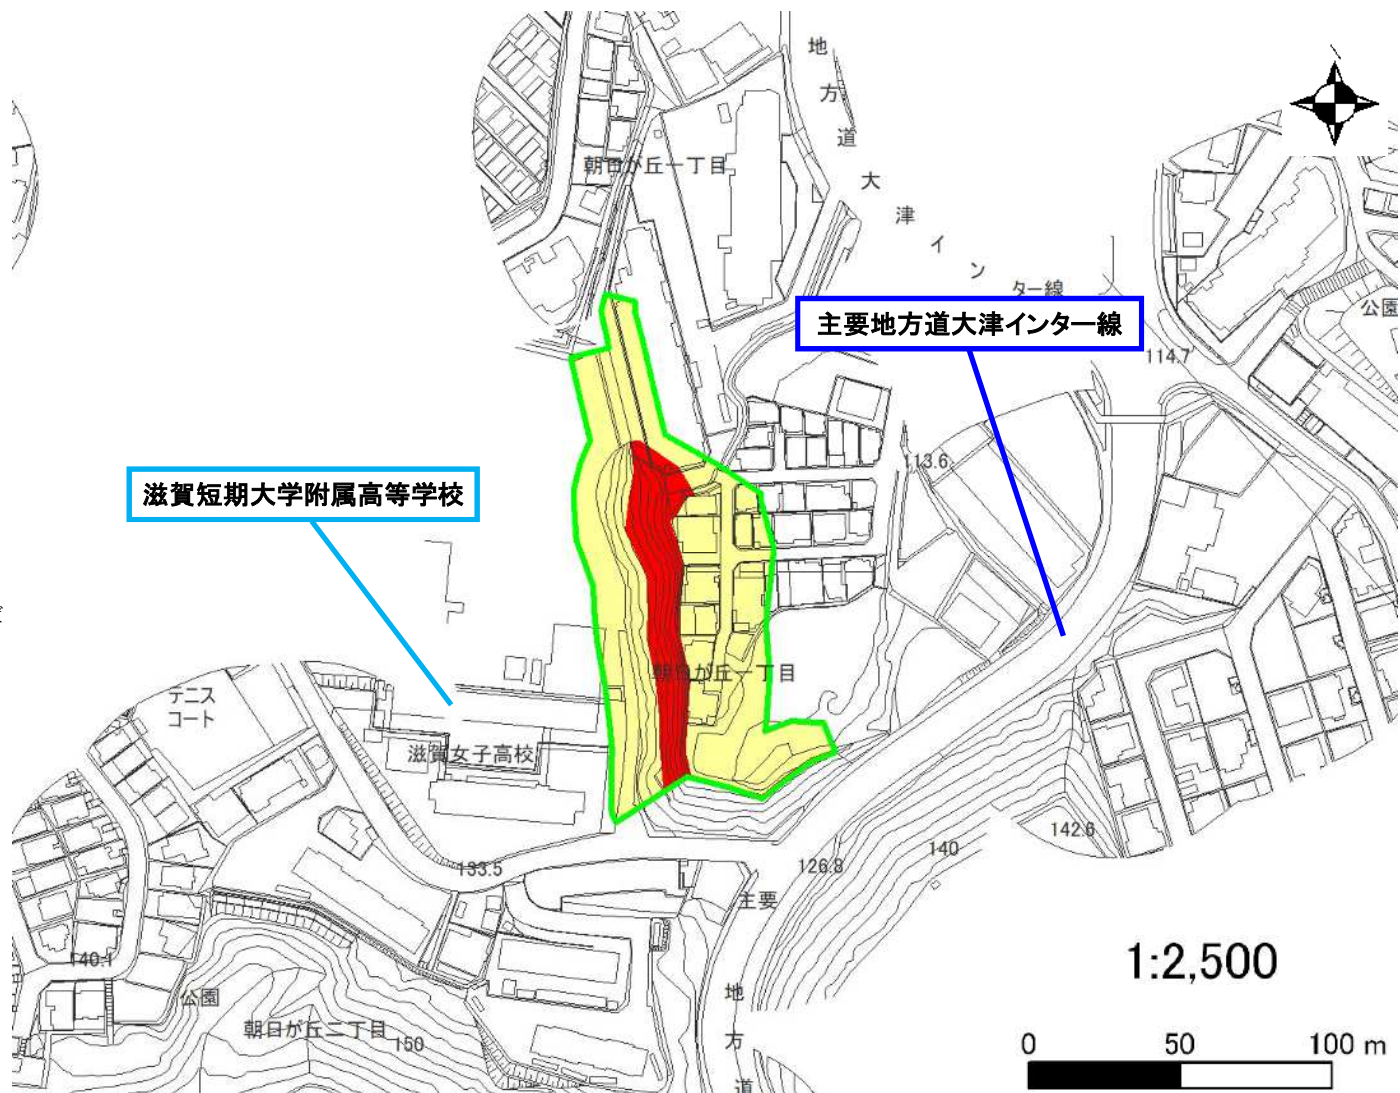 地
方
道
大
津
イ
ン
ター線
朝日が丘一丁目
公園
主要地方道大津インター線
114.7
113.6
滋賀短期大学附属高等学校
朝日が丘一丁目
テニス
コート
滋賀女子高校
133.5
126.8
140
142.6
主要
地
方
道
140.1
公園
朝日が丘二丁目
150
1:2,500
0 50 100 m